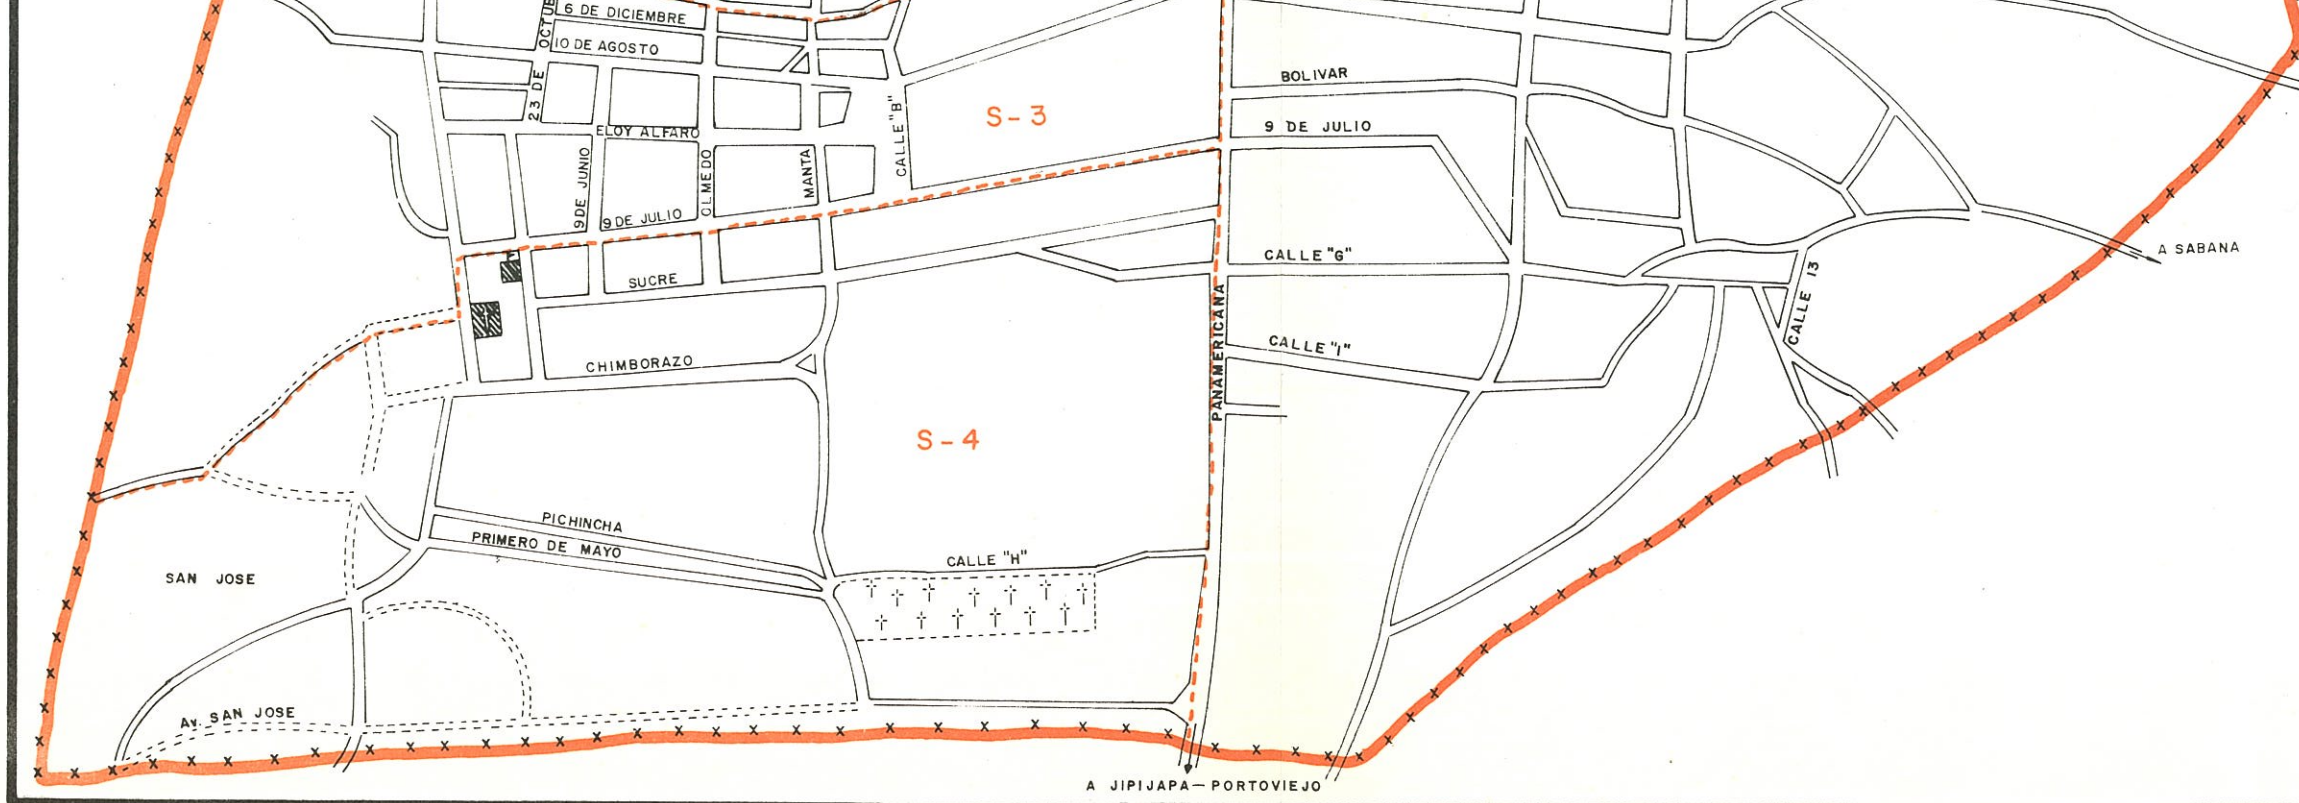 6 DE DICIEMBRE
10 DE AGOSTO
23 DE OCTUB
BOLIVAR
S-3
CALLE "B"
9 DE JULIO
ELOY ALFARO
9 DE JUNIO
OLMEDO
MANTA
9 DE JULIO
CALLE "G"
A SABANA
SUCRE
CALLE 13
PANAMERICANA
CALLE "I"
CHIMBORAZO
S-4
PICHINCHA
PRIMERO DE MAYO
CALLE "H"
SAN JOSE
Av. SAN JOSE
A JIPIJAPA—PORTOVIEJO